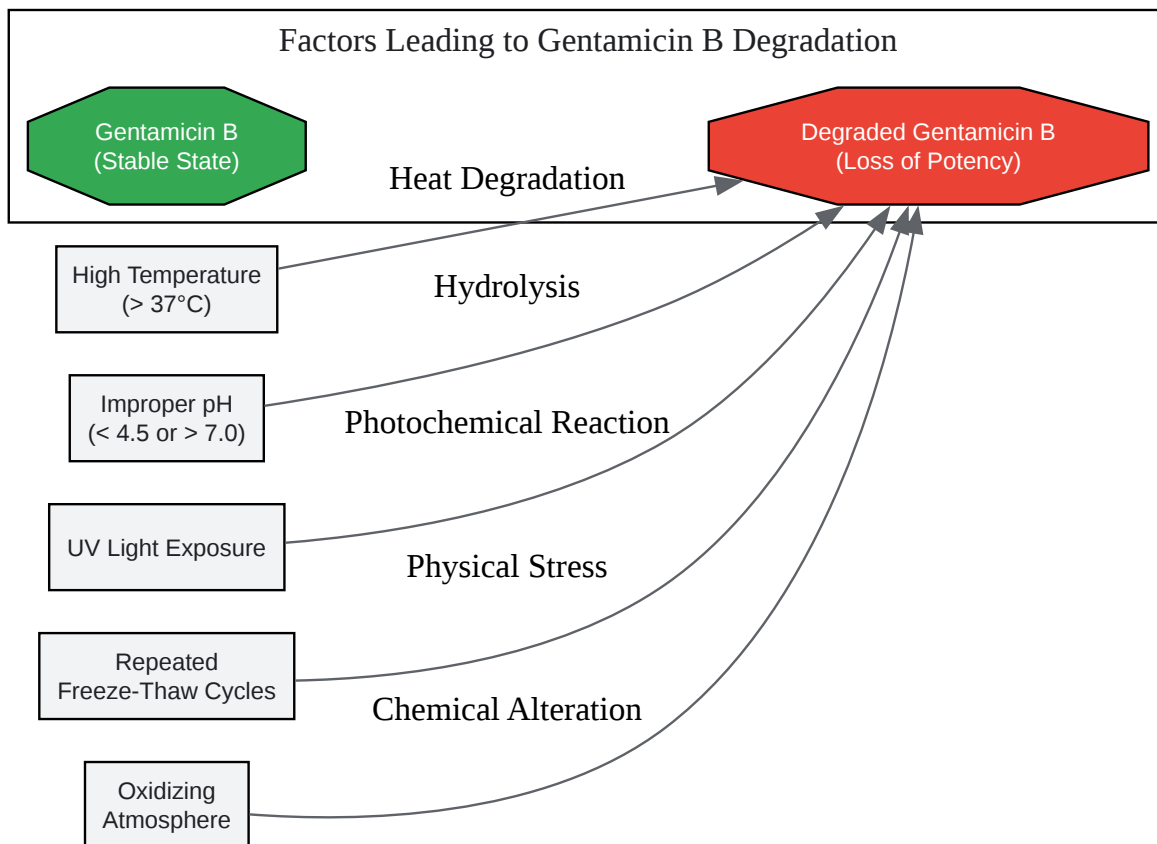 Factors Leading to Gentamicin B Degradation
Gentamicin B
(Stable State)
Degraded Gentamicin B
(Loss of Potency)
Heat Degradation
High Temperature
(> 37°C)
Hydrolysis
Improper pH
(< 4.5 or > 7.0)
Photochemical Reaction
UV Light Exposure
Physical Stress
Repeated
Freeze-Thaw Cycles
Chemical Alteration
Oxidizing
Atmosphere